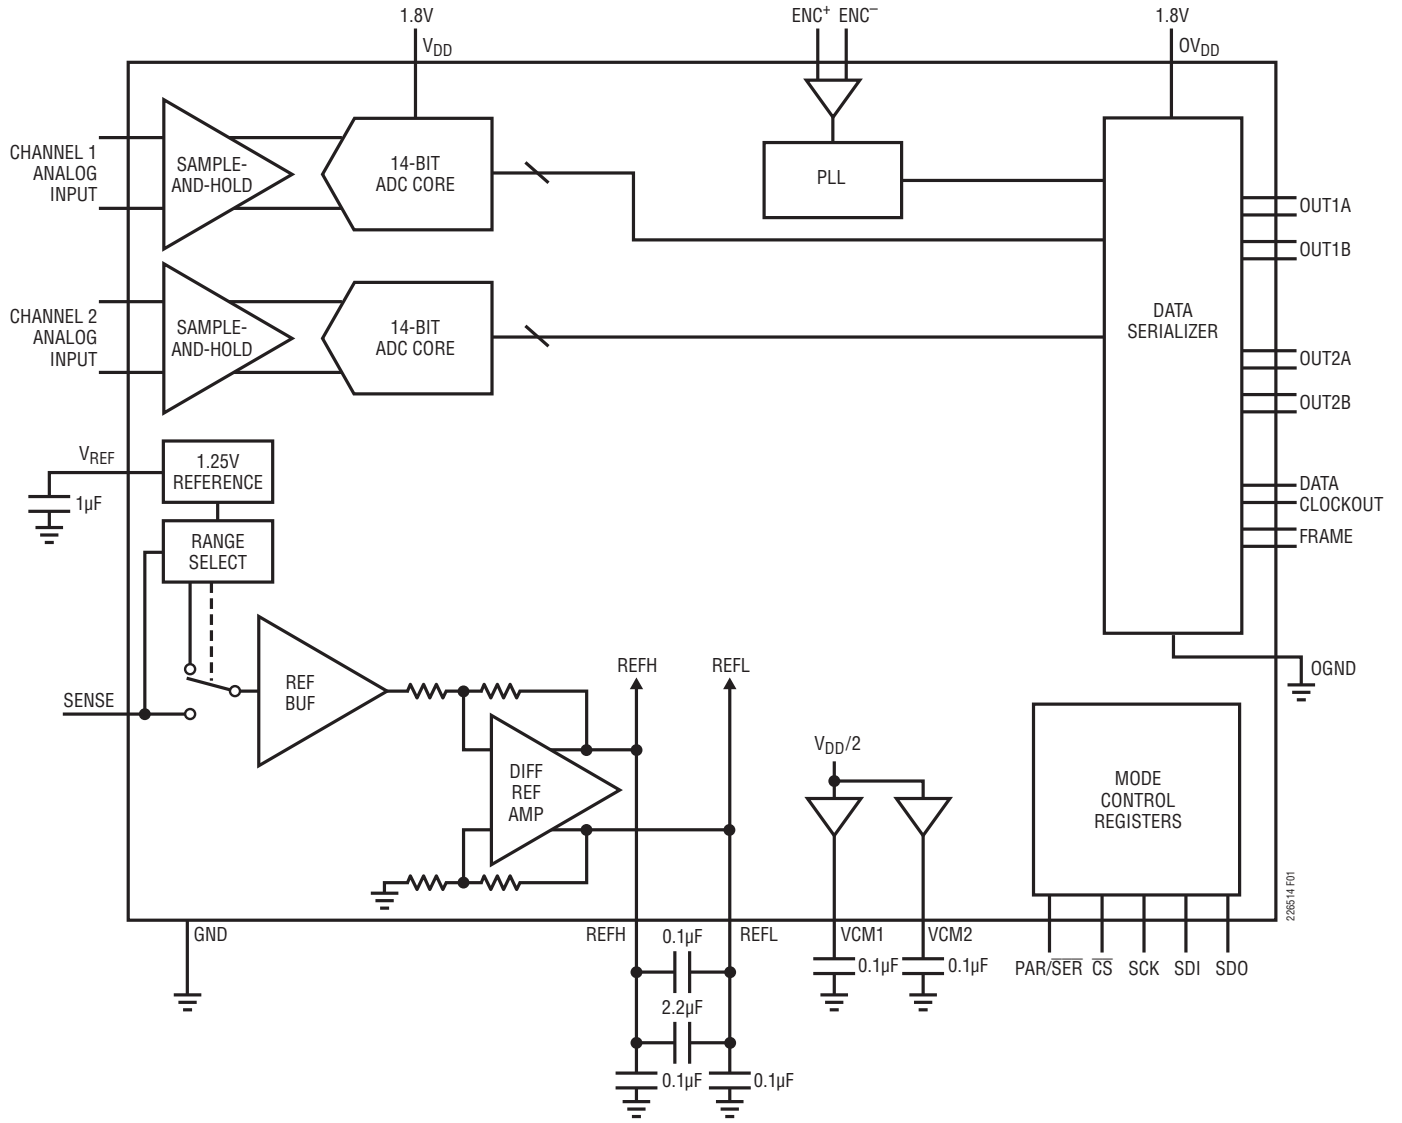 1.8V
ENC+ ENC−
1.8V
VDD
OVDD
CHANNEL 1
ANALOG
INPUT
SAMPLE-
AND-HOLD
14-BIT
ADC CORE
PLL
OUT1A
OUT1B
CHANNEL 2
ANALOG
INPUT
SAMPLE-
AND-HOLD
14-BIT
ADC CORE
DATA
SERIALIZER
OUT2A
OUT2B
VREF
1.25V
REFERENCE
1µF
DATA
CLOCKOUT
FRAME
RANGE
SELECT
REFH
REFL
OGND
SENSE
REF
BUF
DIFF
REF
AMP
VDD/2
MODE
CONTROL
REGISTERS
226514 F01
GND
REFH
0.1µF
REFL
VCM1
VCM2
0.1µF
0.1µF
PAR/SER
CS
SCK
SDI
SDO
2.2µF
0.1µF
0.1µF